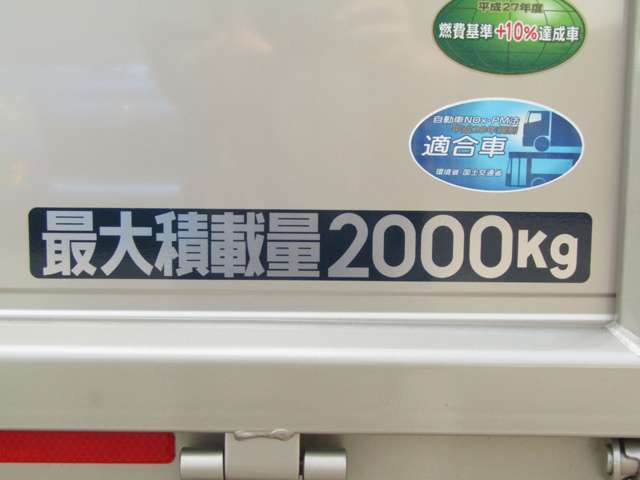 平成27年度
燃費基準+10%達成車
自動車NOx・PM法
適合車
環境省・国土交通省
最大積載量2000Kg